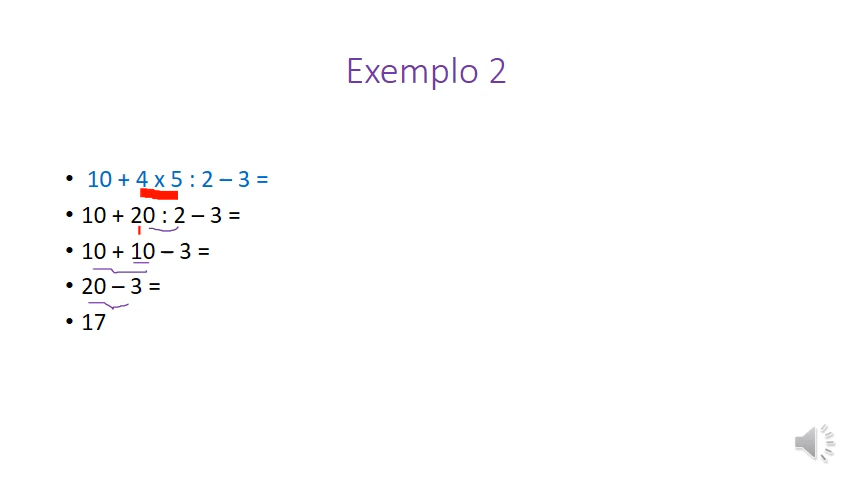 Exemplo 2
• 10 + 4 x 5 : 2 – 3 =
• 10 + 20 : 2 – 3 =
• 10 + 10 – 3 =
• 20 – 3 =
• 17